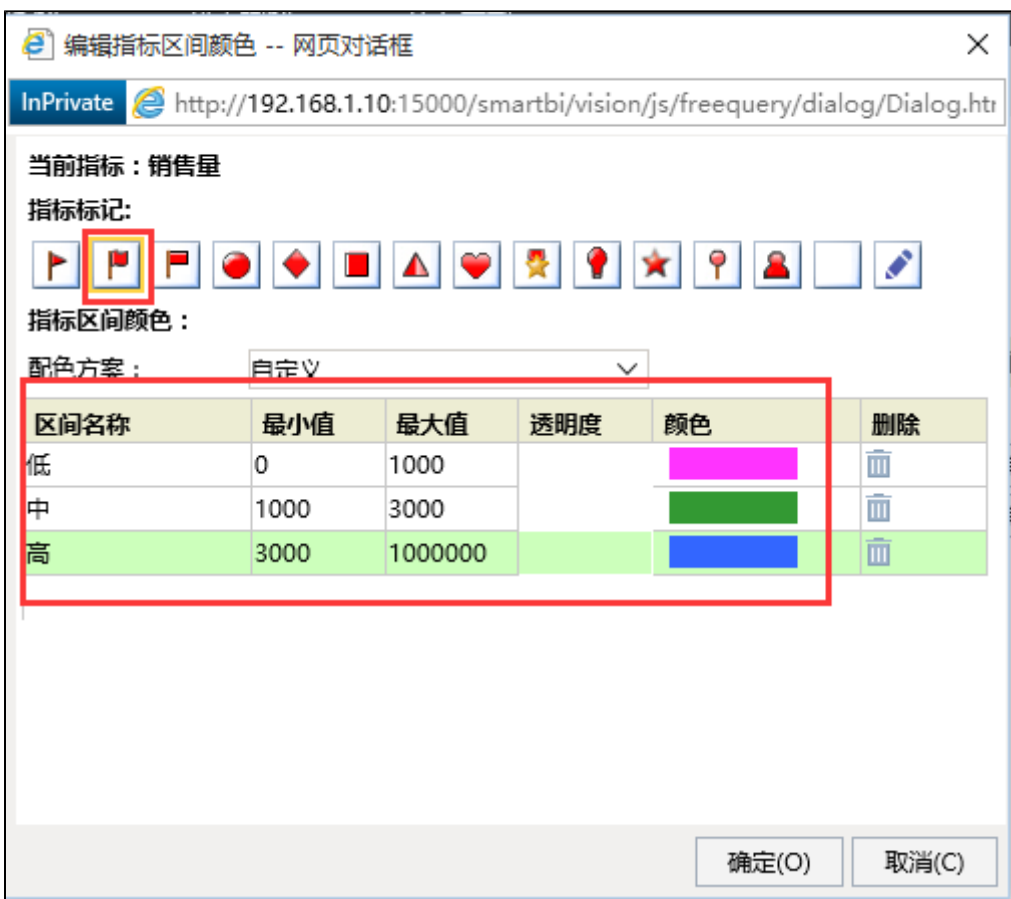 编辑指标区间颜色 -- 网页对话框
InPrivate http://192.168.1.10:15000/smartbi/vision/js/freequery/dialog/Dialog.htm
当前指标：销售量
指标标记:
指标区间颜色：
配色方案： 自定义
区间名称 最小值 最大值 透明度 颜色 删除
低 0 1000
中 1000 3000
高 3000 1000000
确定(O) 取消(C)